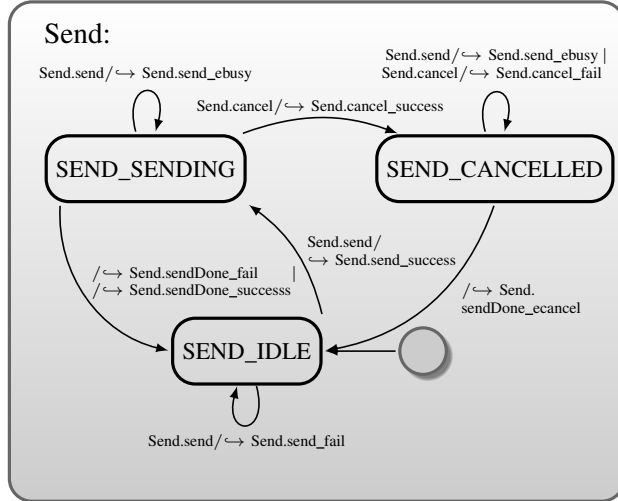 Send:
Send.send/↪ Send.send_ebusy
Send.send/↪ Send.send_ebusy |
Send.cancel/↪ Send.cancel_fail
Send.cancel/↪ Send.cancel_success
SEND_SENDING
SEND_CANCELLED
Send.send/
↪ Send.send_success
/↪ Send.sendDone_fail |
/↪ Send.sendDone_successs
/↪ Send.
sendDone_ecancel
SEND_IDLE
Send.send/↪ Send.send_fail